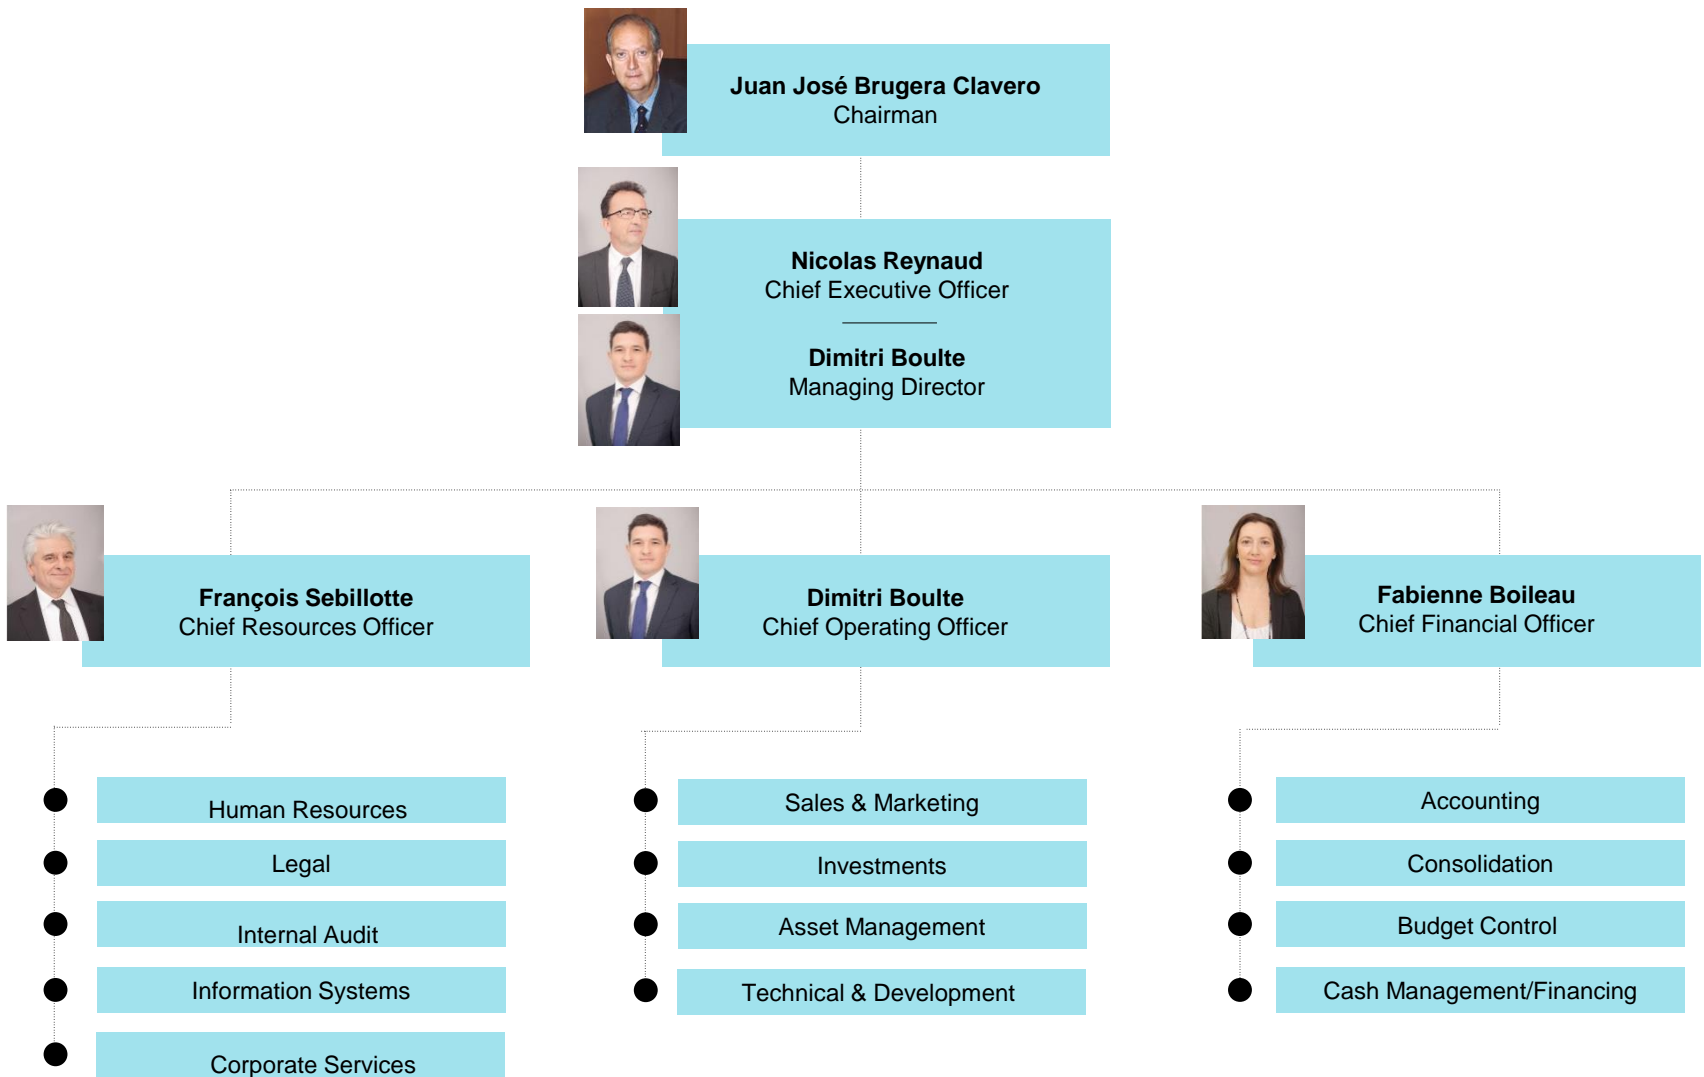 Juan José Brugera Clavero
Chairman
Nicolas Reynaud
Chief Executive Officer
Dimitri Boulte
Managing Director
François Sebillotte
Chief Resources Officer
Dimitri Boulte
Chief Operating Officer
Fabienne Boileau
Chief Financial Officer
Human Resources
Legal
Internal Audit
Information Systems
Corporate Services
Sales & Marketing
Investments
Asset Management
Technical & Development
Accounting
Consolidation
Budget Control
Cash Management/Financing